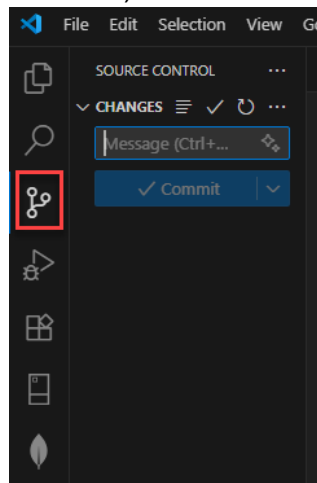 File Edit Selection View
SOURCE CONTROL
CHANGES
Message (Ctrl+...
Commit